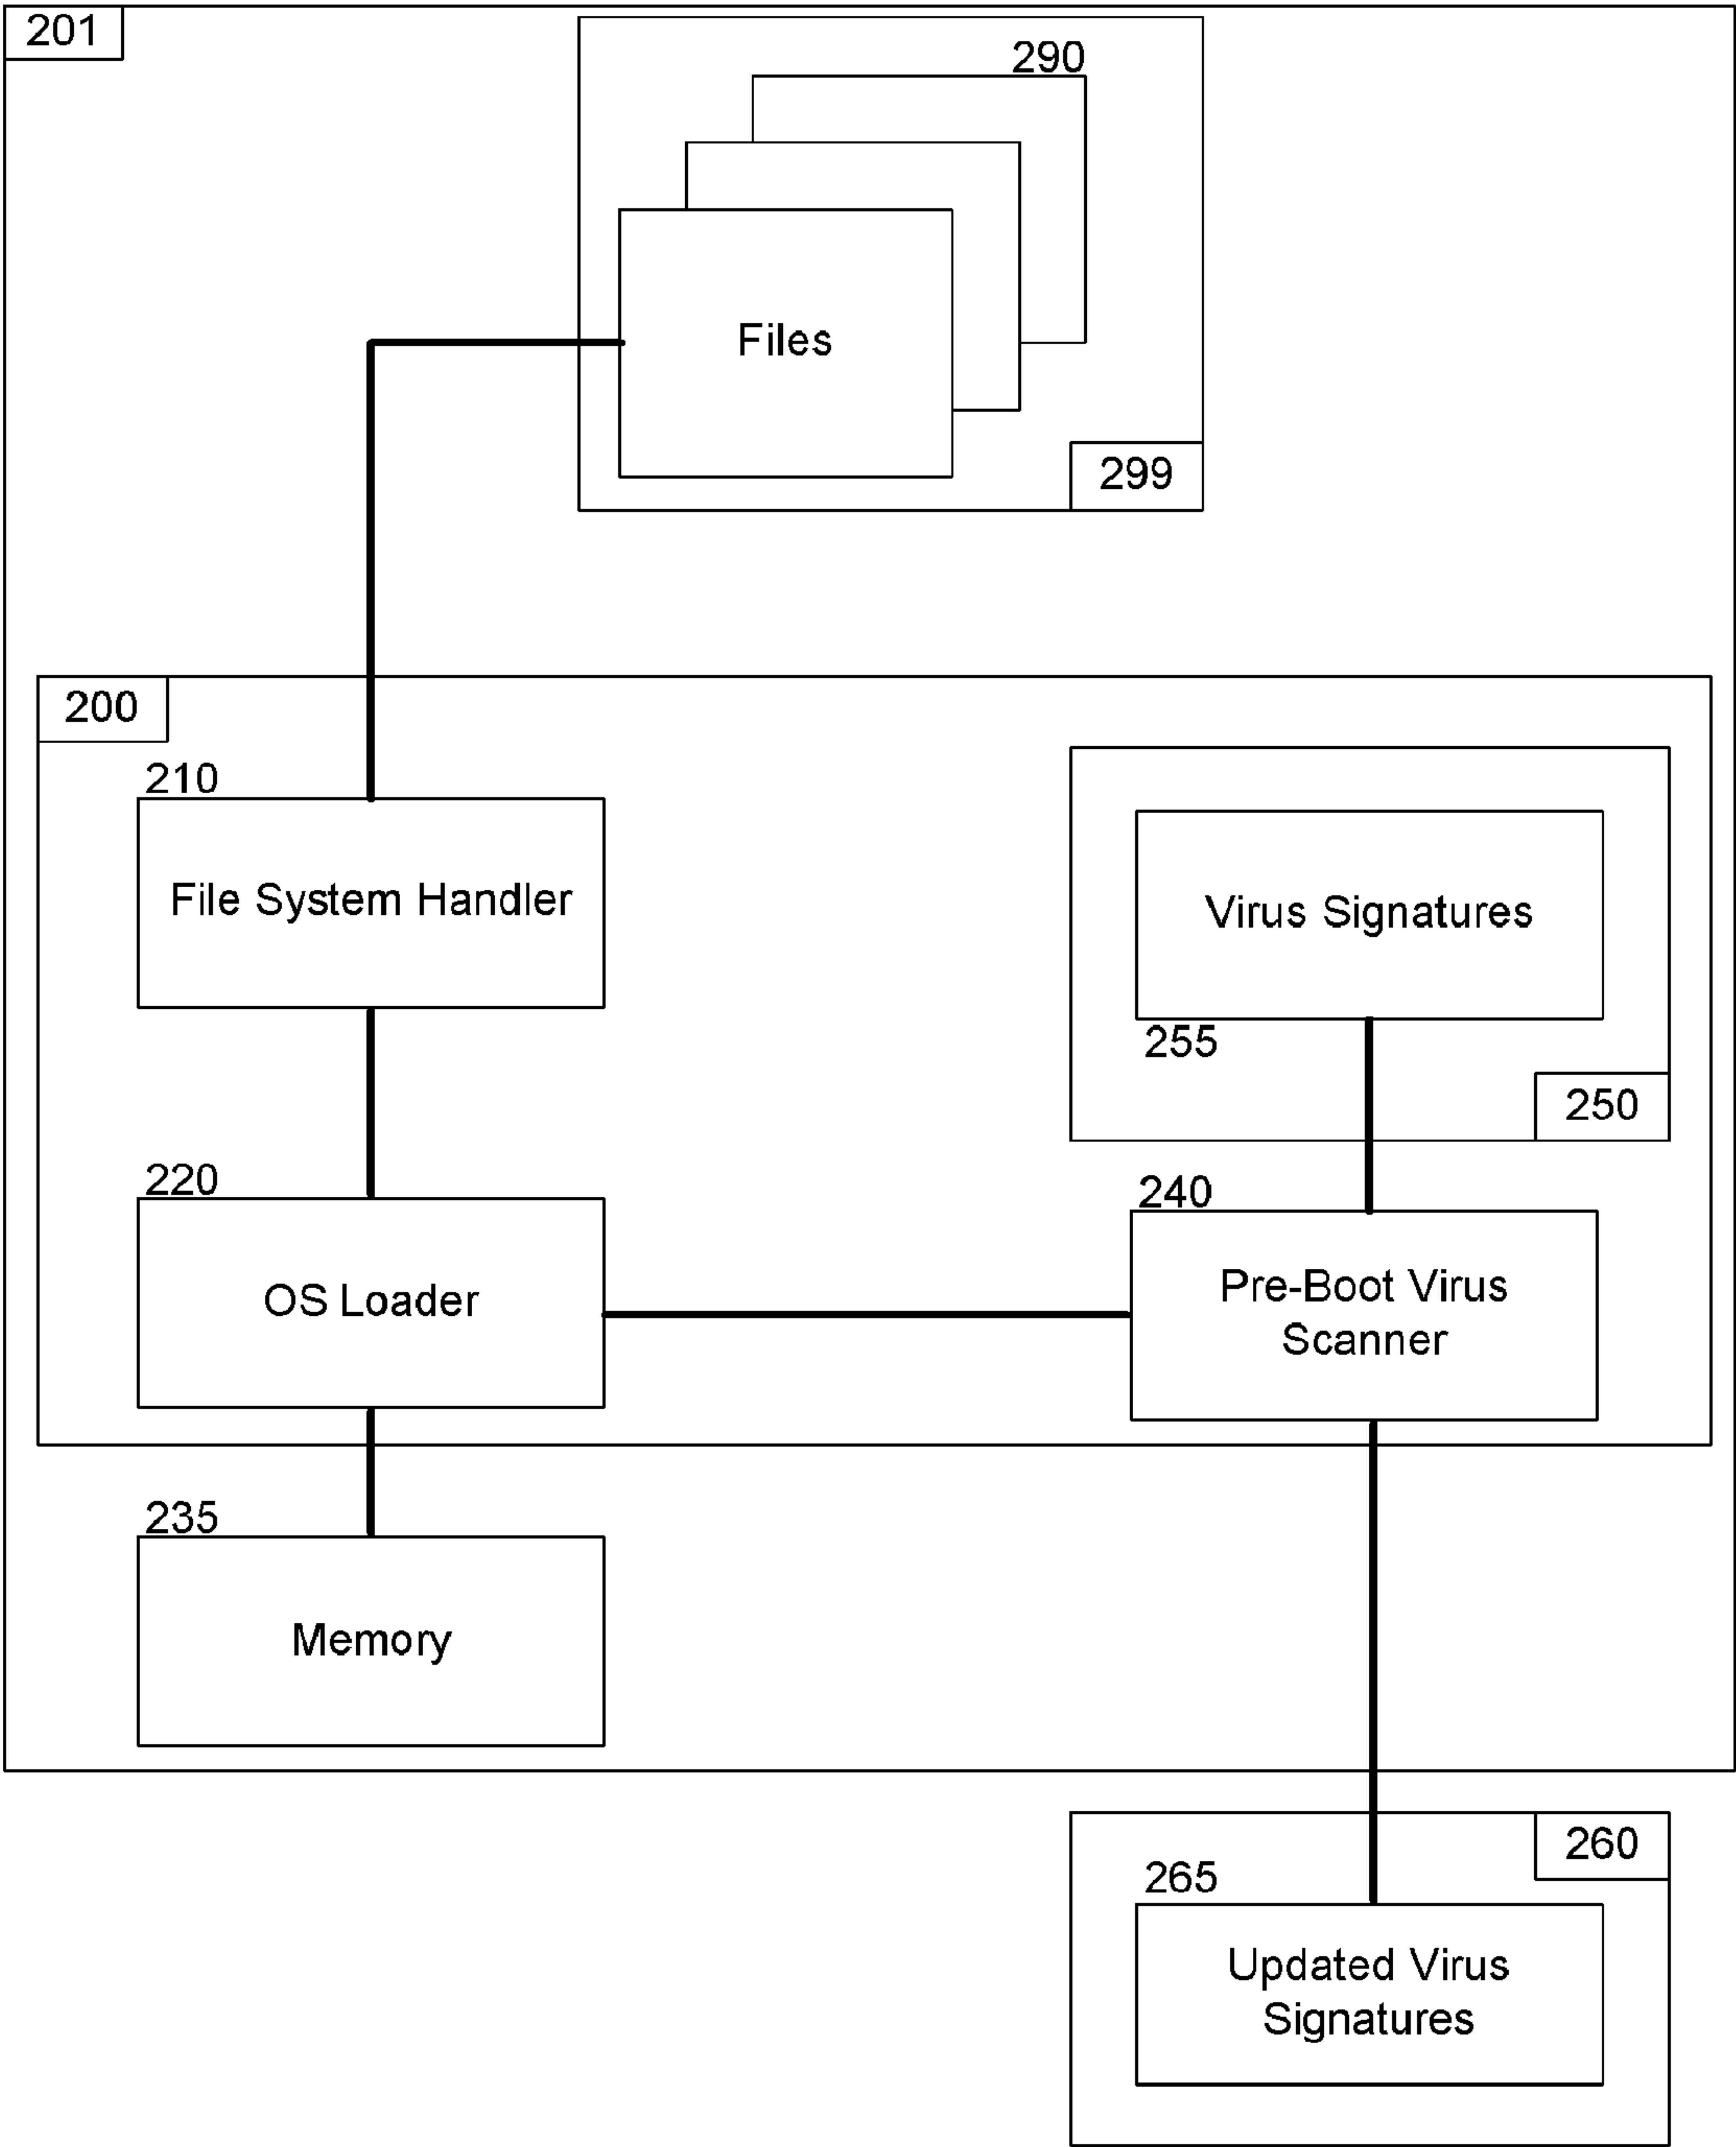 201
290
Files
299
200
210
File System Handler
Virus Signatures
255
250
220
OS Loader
240
Pre-Boot Virus
Scanner
235
Memory
260
265
Updated Virus
Signatures